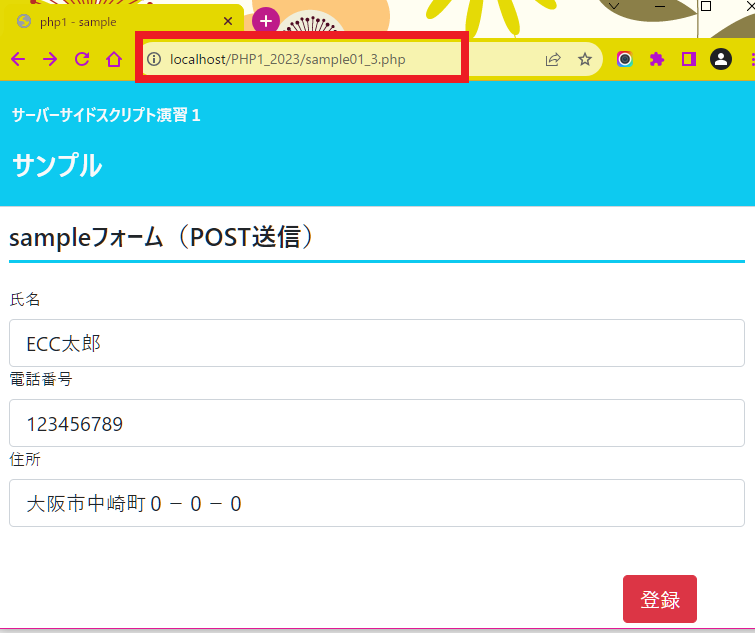 php1 - sample
localhost/PHP1_2023/sample01_3.php
サーバーサイドスクリプト演習１
サンプル
sampleフォーム（POST送信）
氏名
ECC太郎
電話番号
123456789
住所
大阪市中崎町０－０－０
登録